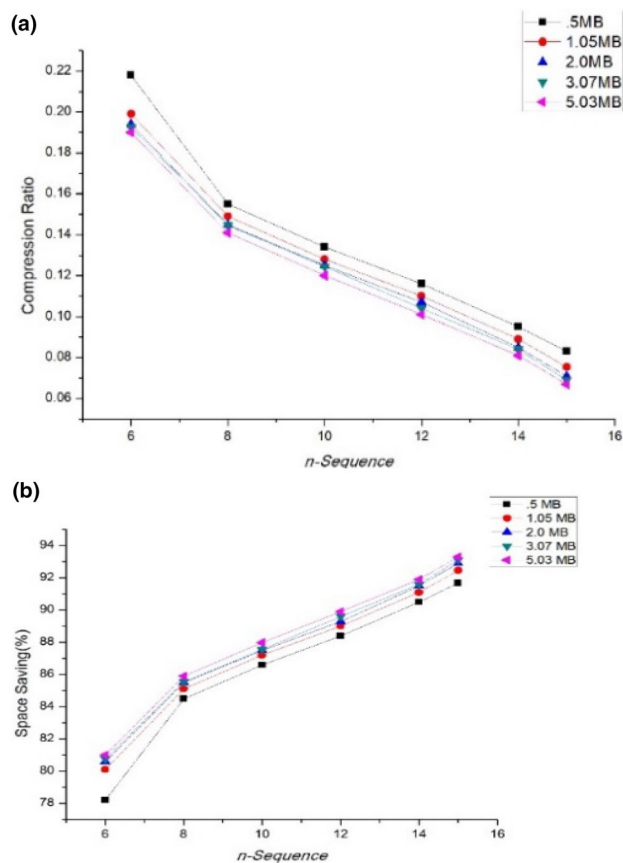 (a)
.5MB
1.05MB
2.0MB
3.07MB
5.03MB
0.22
0.20
0.18
0.16
0.14
0.12
0.10
0.08
0.06
Compression Ratio
6 8 10 12 14 16
n-Sequence
(b)
.5 MB
1.05 MB
2.0 MB
3.07 MB
5.03 MB
94
92
90
88
86
84
82
80
78
Space Saving(%)
6 8 10 12 14 16
n-Sequence